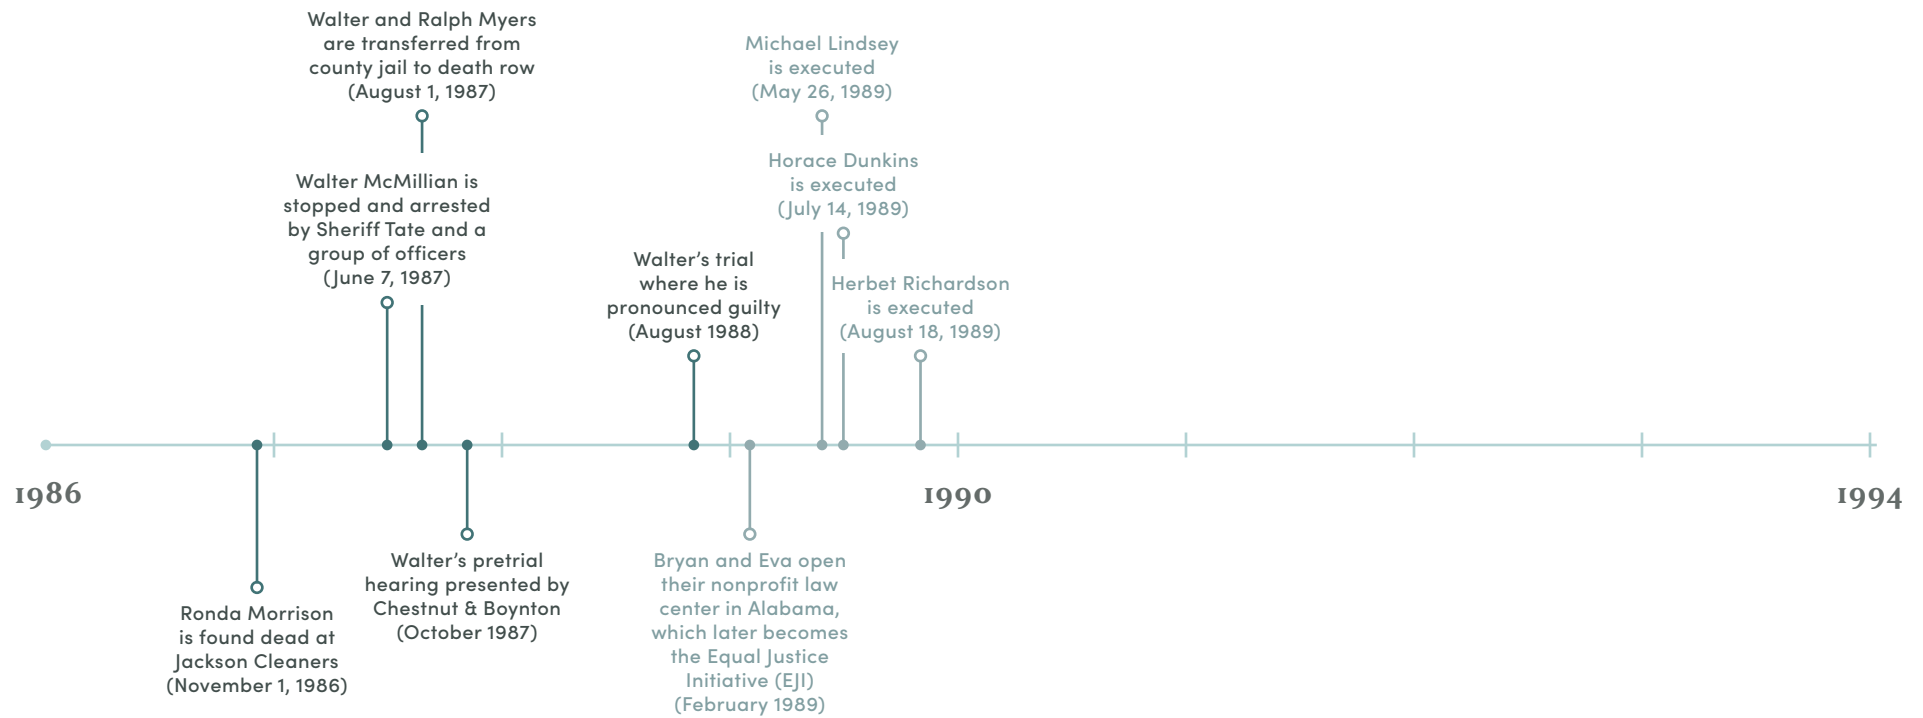 Walter and Ralph Myers
are transferred from
county jail to death row
(August 1, 1987)
Michael Lindsey
is executed
(May 26, 1989)
Walter McMillian is
stopped and arrested
by Sheriff Tate and a
group of officers
(June 7, 1987)
Horace Dunkins
is executed
(July 14, 1989)
Walter’s trial
where he is
pronounced guilty
(August 1988)
Herbet Richardson
is executed
(August 18, 1989)
1986
1990
1994
Ronda Morrison
is found dead at
Jackson Cleaners
(November 1, 1986)
Walter’s pretrial
hearing presented by
Chestnut & Boynton
(October 1987)
Bryan and Eva open
their nonprofit law
center in Alabama,
which later becomes
the Equal Justice
Initiative (EJI)
(February 1989)